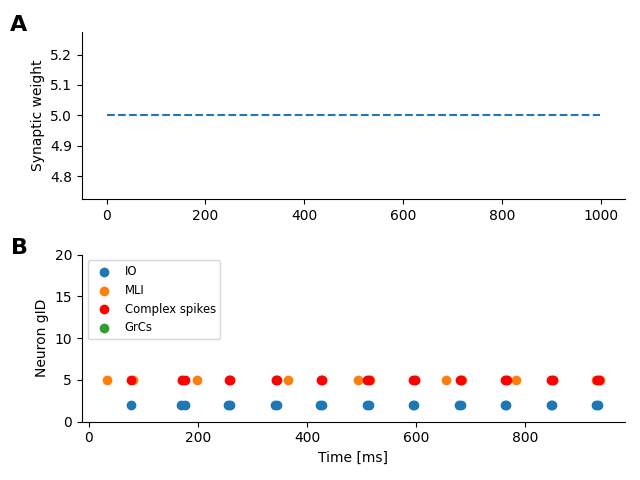 A
5.2
5.1
5.0
4.9
4.8
Synaptic weight
0 200 400 600 800 1000
B
20
15
10
5
0
Neuron gID
IO
MLI
Complex spikes
GrCs
0 200 400 600 800
Time [ms]